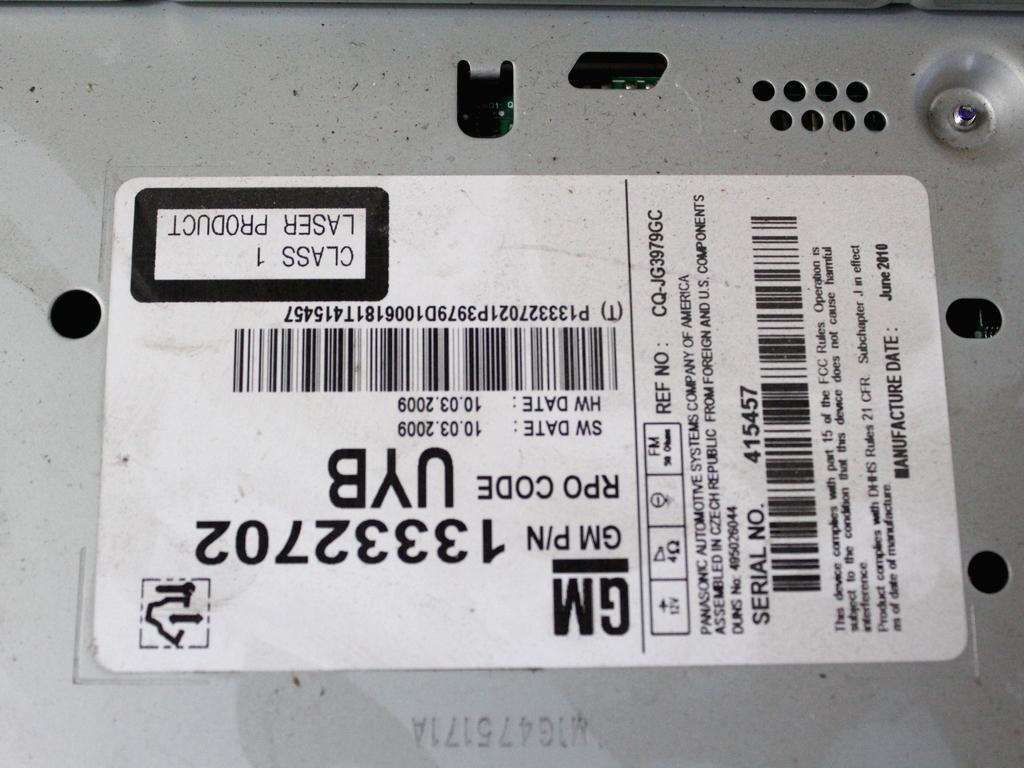 GM
GM P/N 13332702
RPO CODE UYB
SW DATE : 10.03.2009
HW DATE : 10.03.2009
(T) P13332702IP3979D1006181T415457
CLASS 1
LASER PRODUCT
12V
4Ω
FM
50 Ohms
REF NO : CQ-JG3979GC
PANASONIC AUTOMOTIVE SYSTEMS COMPANY OF AMERICA
ASSEMBLED IN CZECH REPUBLIC FROM FOREIGN AND U.S. COMPONENTS
DUNS No: 495026044
SERIAL NO. 415457
This device complies with part 15 of the FCC Rules. Operation is
subject to the condition that this device does not cause harmful
interference.
Product complies with DHHS Rules 21 CFR. Subchapter J in effect
as of date of manufacture.
MANUFACTURE DATE : June 2010